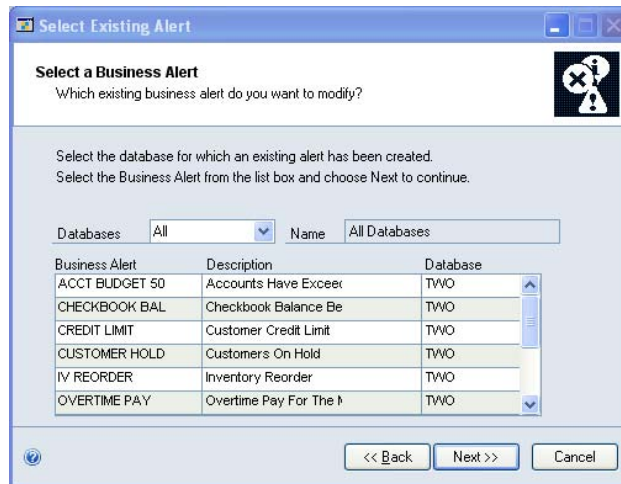 Select Existing Alert
Select a Business Alert
Which existing business alert do you want to modify?
Select the database for which an existing alert has been created.
Select the Business Alert from the list box and choose Next to continue.
Databases All Name All Databases
Business Alert Description Database
ACCT BUDGET 50 Accounts Have Exceed TWO
CHECKBOOK BAL Checkbook Balance Be TWO
CREDIT LIMIT Customer Credit Limit TWO
CUSTOMER HOLD Customers On Hold TWO
IV REORDER Inventory Reorder TWO
OVERTIME PAY Overtime Pay For The TWO
<< Back Next >> Cancel